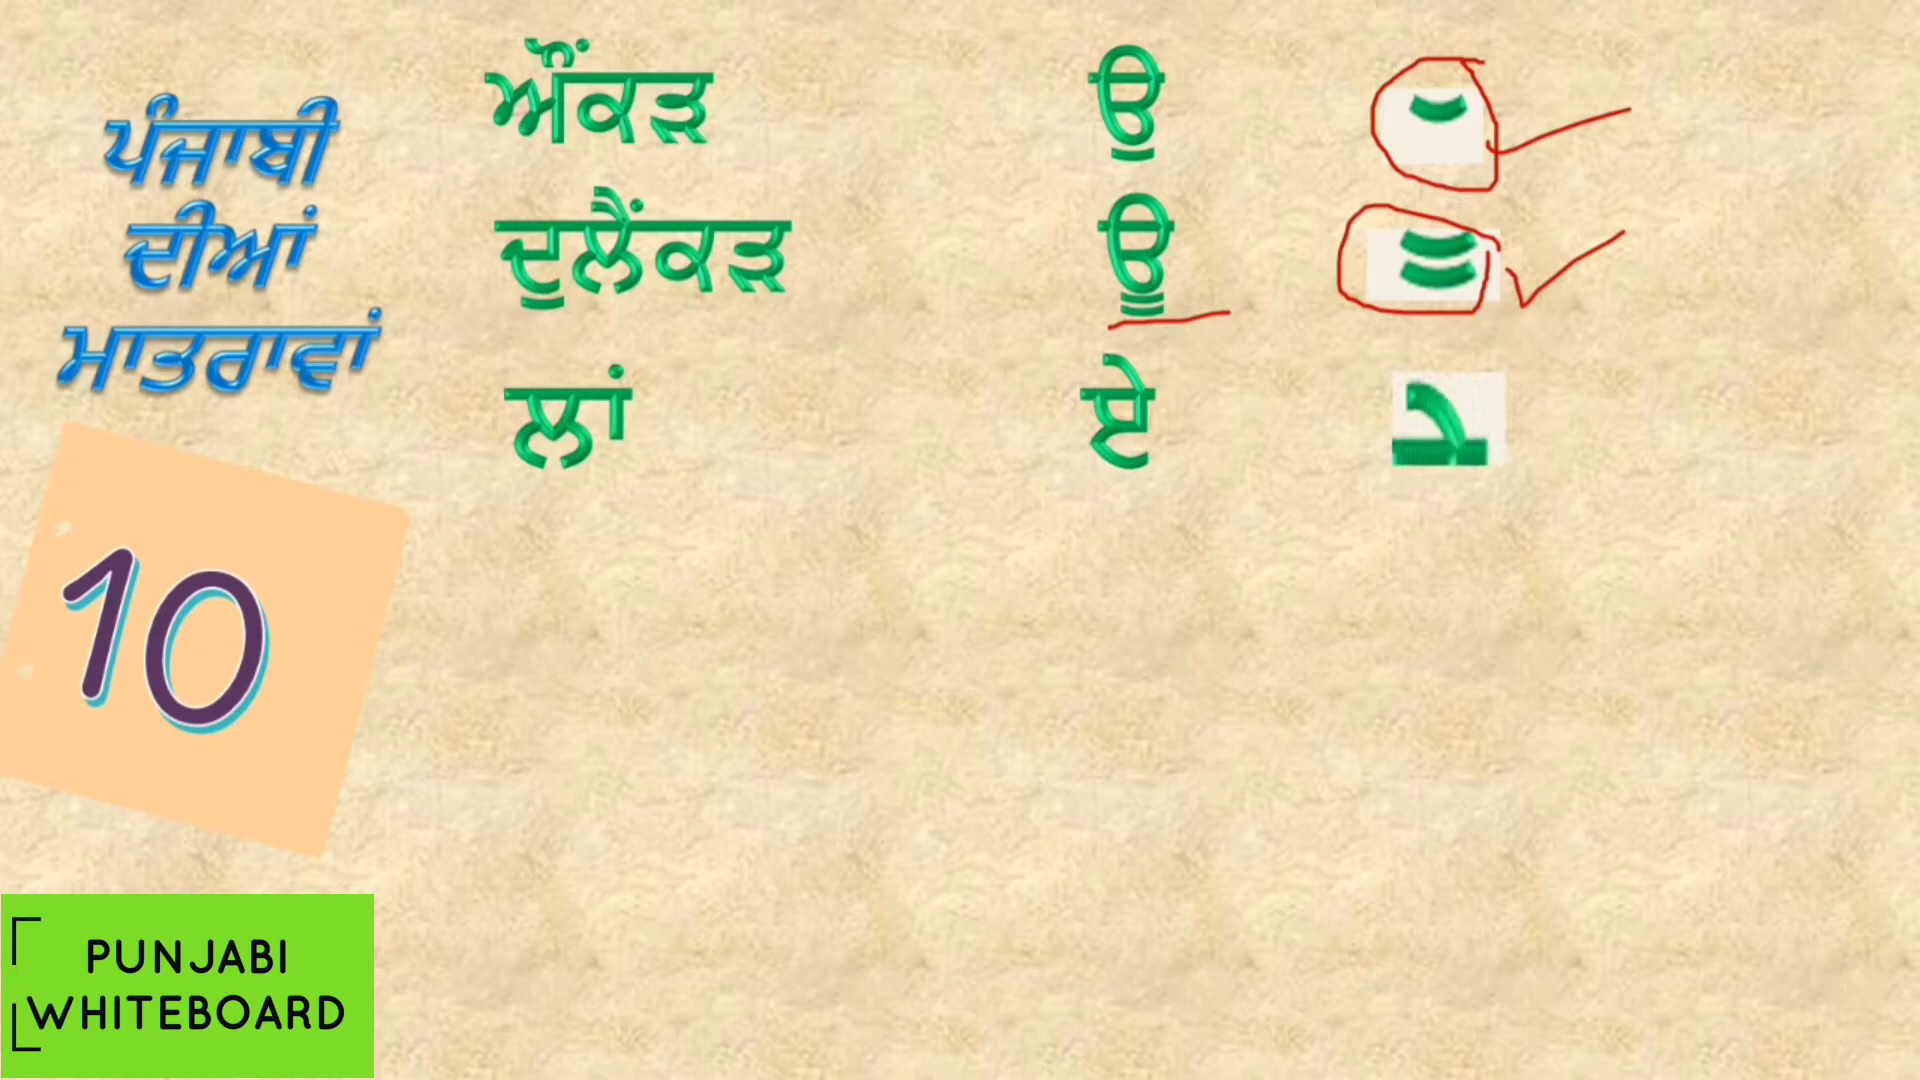 ਪੰਜਾਬੀ
ਦੀਆਂ
ਮਾਤਰਾਵਾਂ
10
ਔਂਕੜ ਉ ੁ
ਦੁਲੈਂਕੜ ਊ ੂ
ਲਾਂ ਏ ੇ
PUNJABI
WHITEBOARD